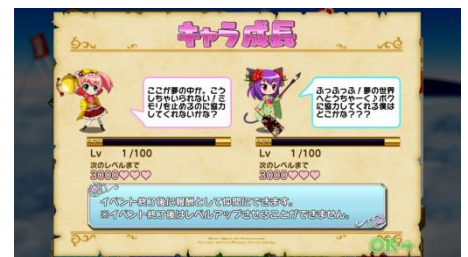 キャラ成長
ここが夢の中か。こう
しちゃいられない！ミ
モリを止めるのに協力
してくれないかな？
ふっふっふ！夢の世界
へとうちゃーく♪ボクに
協力してくれる僕は
どこかな？？？
Lv 1/100
次のレベルまで
3000♡♡♡
Lv 1/100
次のレベルまで
3000♡♡♡
イベント終了後に報酬として仲間にできます。
※イベント終了後はレベルアップさせることができません。
OK